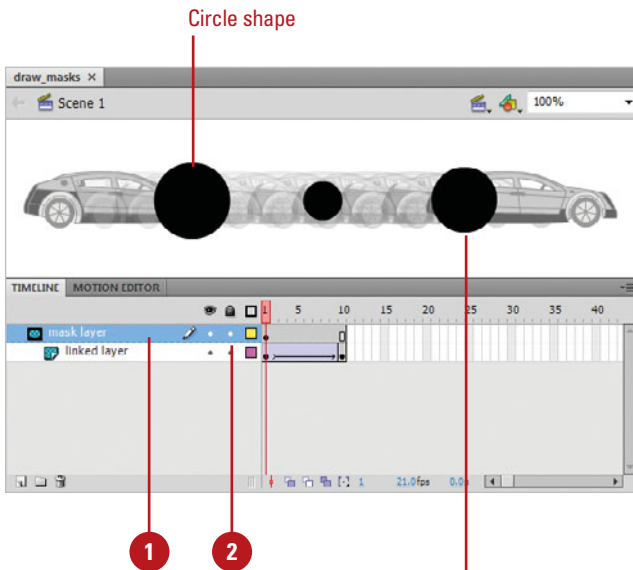 Circle shape
draw_masks ×
Scene 1
100%
TIMELINE MOTION EDITOR
1 5 10 15 20 25 30 35 40
mask layer
linked layer
1 21.0fps 0.0s
1 2